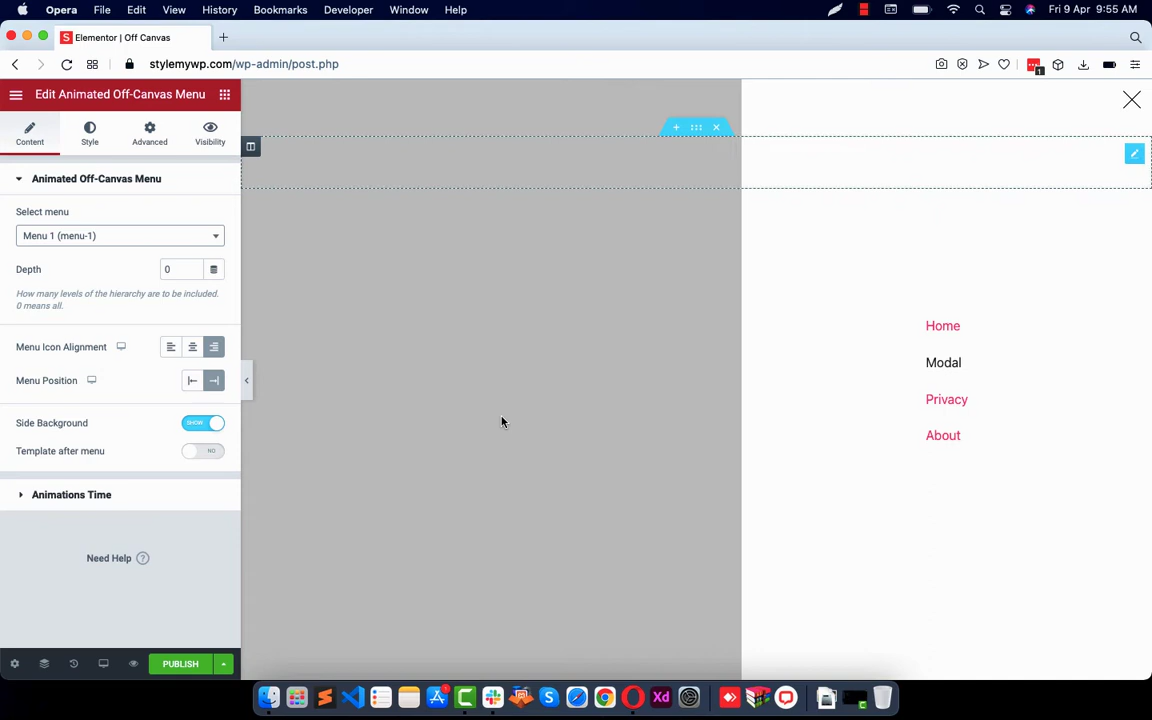 Opera File Edit View History Bookmarks Developer Window Help Fri 9 Apr 9:55 AM
S Elementor | Off Canvas
stylemywp.com/wp-admin/post.php
1
Edit Animated Off-Canvas Menu
Content Style Advanced Visibility
Animated Off-Canvas Menu
Select menu
Menu 1 (menu-1)
Depth 0
How many levels of the hierarchy are to be included.
0 means all.
Menu Icon Alignment
Menu Position
Side Background SHOW
Template after menu NO
Animations Time
Need Help ?
PUBLISH
Home
Modal
Privacy
About
Xd